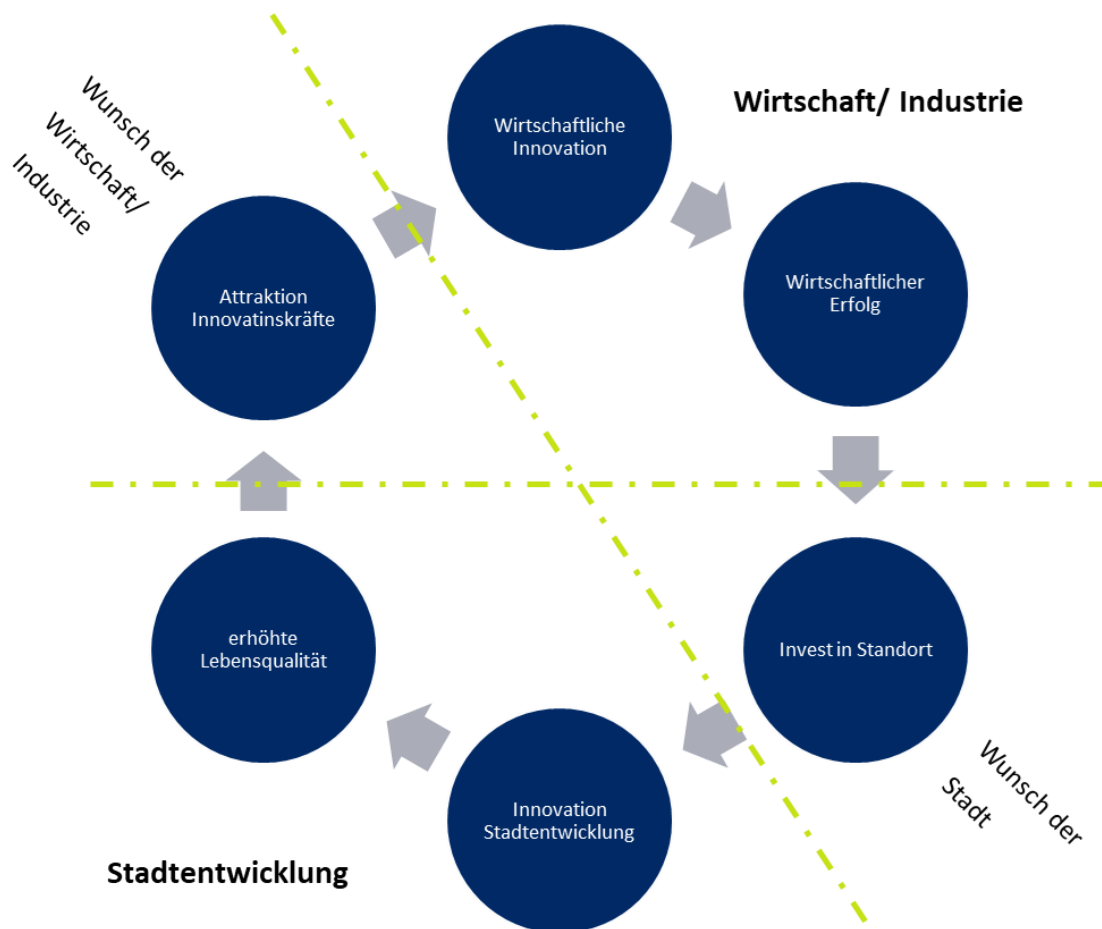 Wirtschaft/ Industrie
Wunsch der
Wirtschaft/
Industrie
Wirtschaftliche
Innovation
Wirtschaftlicher
Erfolg
Attraktion
Innovatinskräfte
erhöhte
Lebensqualität
Invest in Standort
Innovation
Stadtentwicklung
Wunsch der
Stadt
Stadtentwicklung